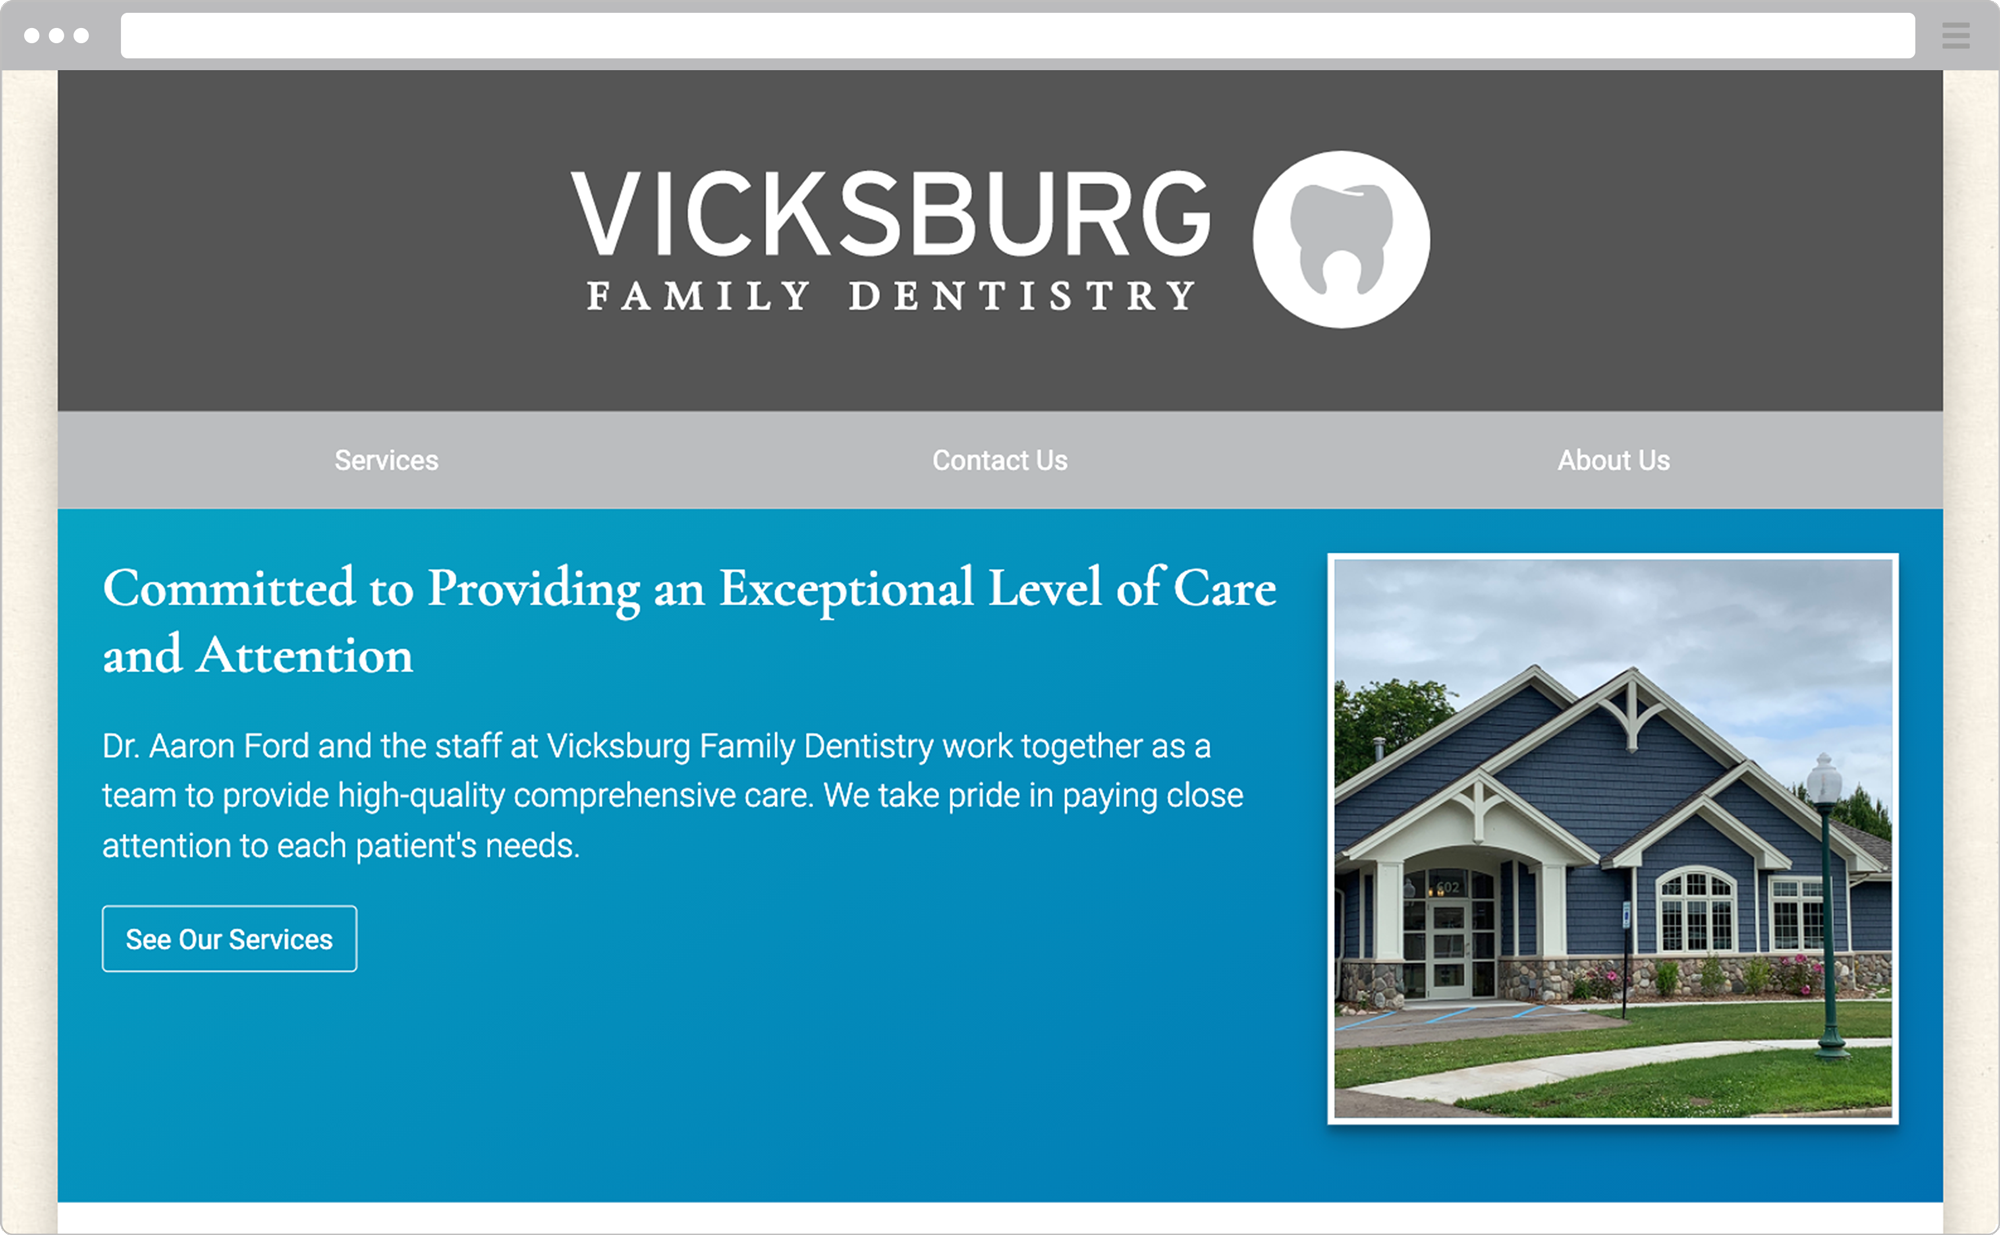 VICKSBURG
FAMILY DENTISTRY
Services
Contact Us
About Us
Committed to Providing an Exceptional Level of Care
and Attention
Dr. Aaron Ford and the staff at Vicksburg Family Dentistry work together as a
team to provide high-quality comprehensive care. We take pride in paying close
attention to each patient's needs.
See Our Services
602